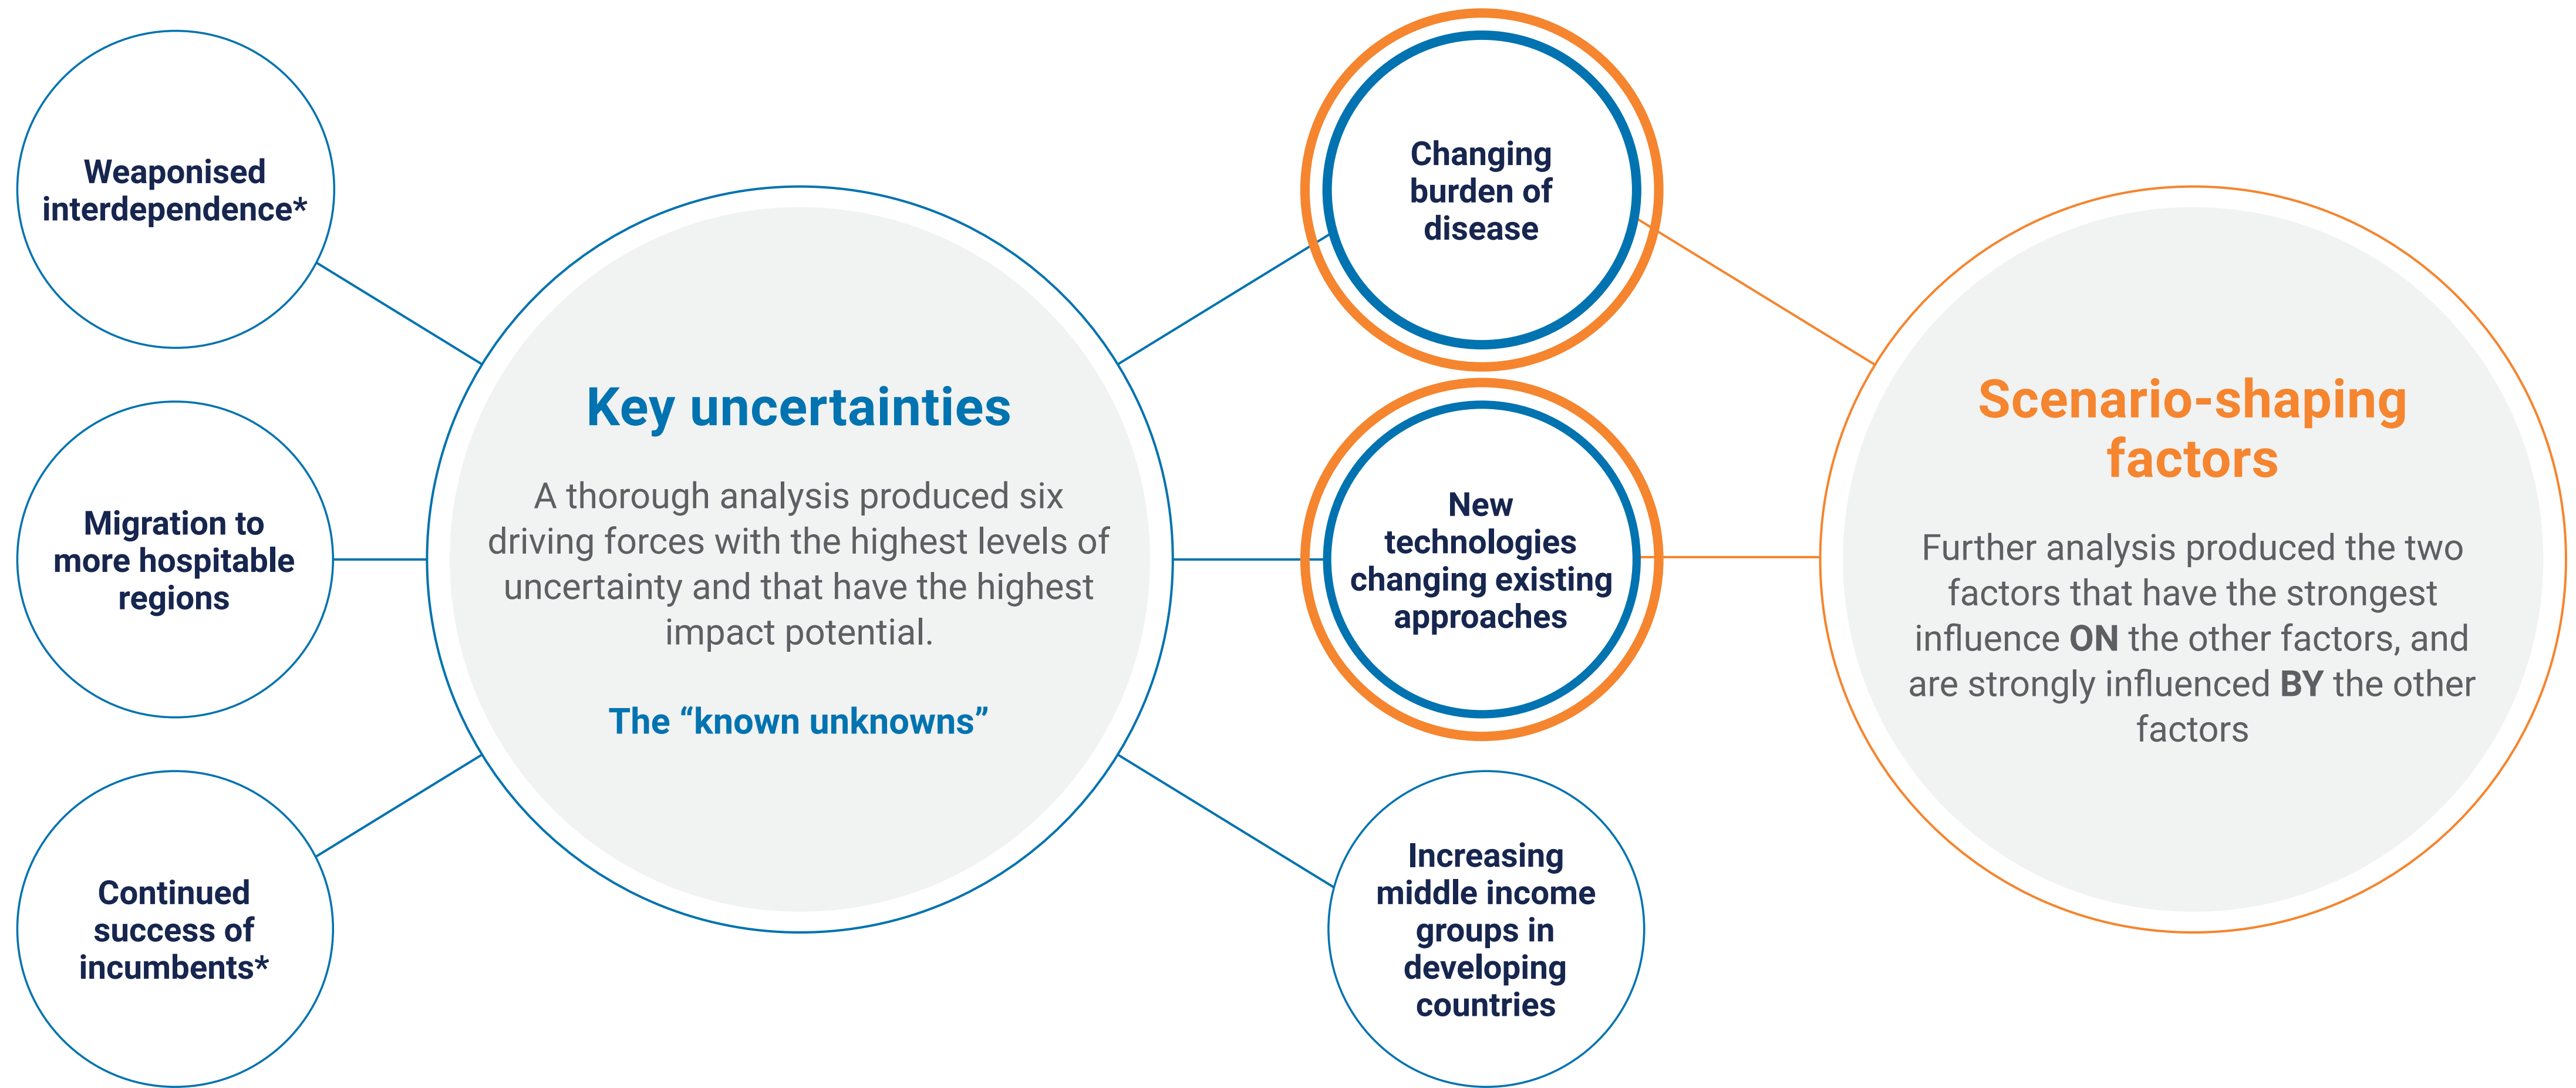 Weaponised
interdependence*
Migration to
more hospitable
regions
Continued
success of
incumbents*
Key uncertainties
A thorough analysis produced six
driving forces with the highest levels of
uncertainty and that have the highest
impact potential.
The “known unknowns”
Changing
burden of
disease
New
technologies
changing existing
approaches
Increasing
middle income
groups in
developing
countries
Scenario-shaping
factors
Further analysis produced the two
factors that have the strongest
influence ON the other factors, and
are strongly influenced BY the other
factors